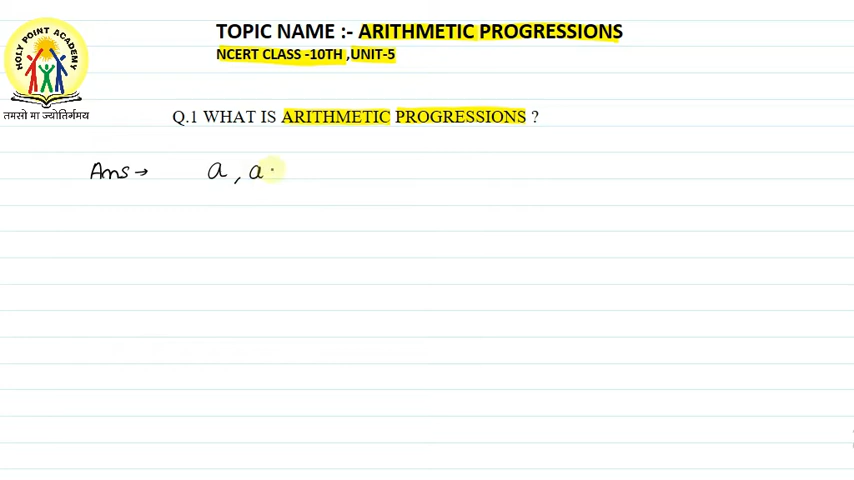 HOLY POINT ACADEMY
तमसो मा ज्योतिर्गमय
TOPIC NAME :- ARITHMETIC PROGRESSIONS
NCERT CLASS -10TH ,UNIT-5
Q.1 WHAT IS ARITHMETIC PROGRESSIONS ?
Ans → a , a